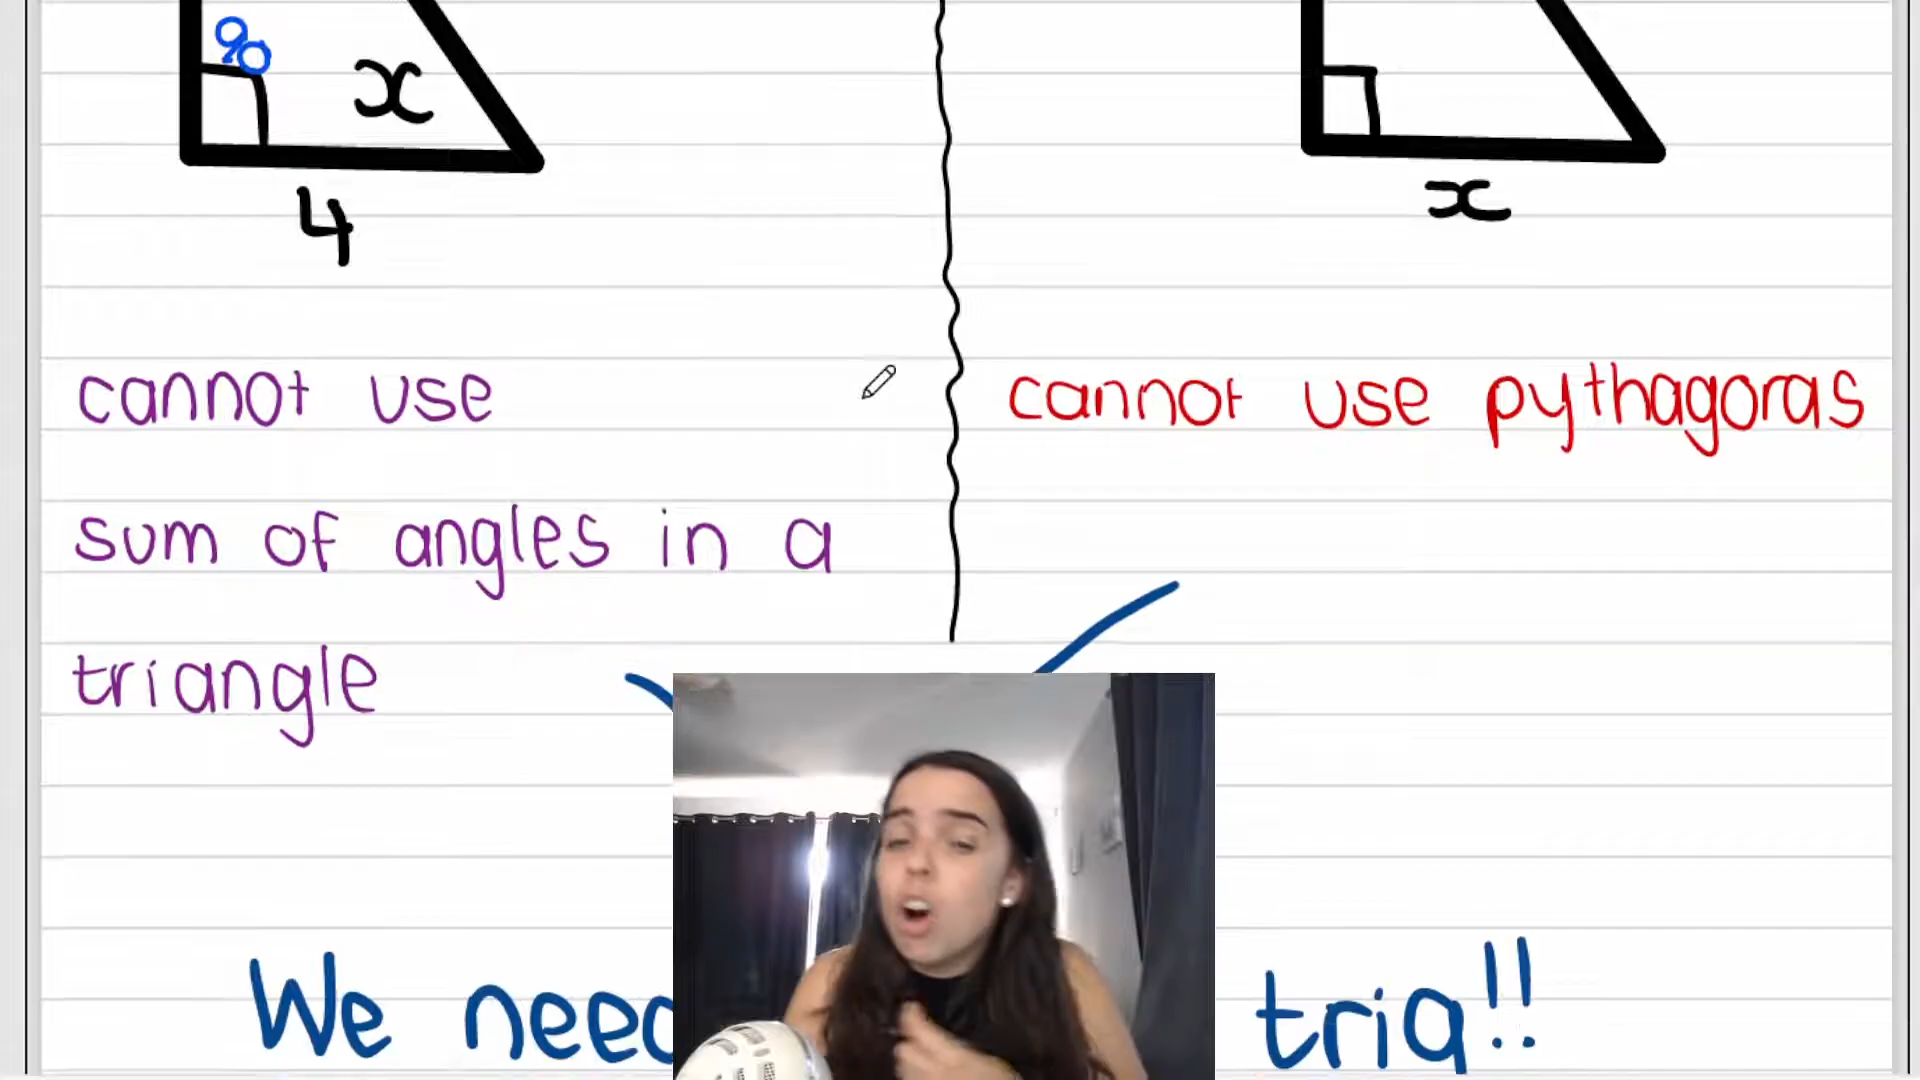 90
x
4
x
cannot use
sum of angles in a
triangle
cannot use pythagoras
We need trig!!